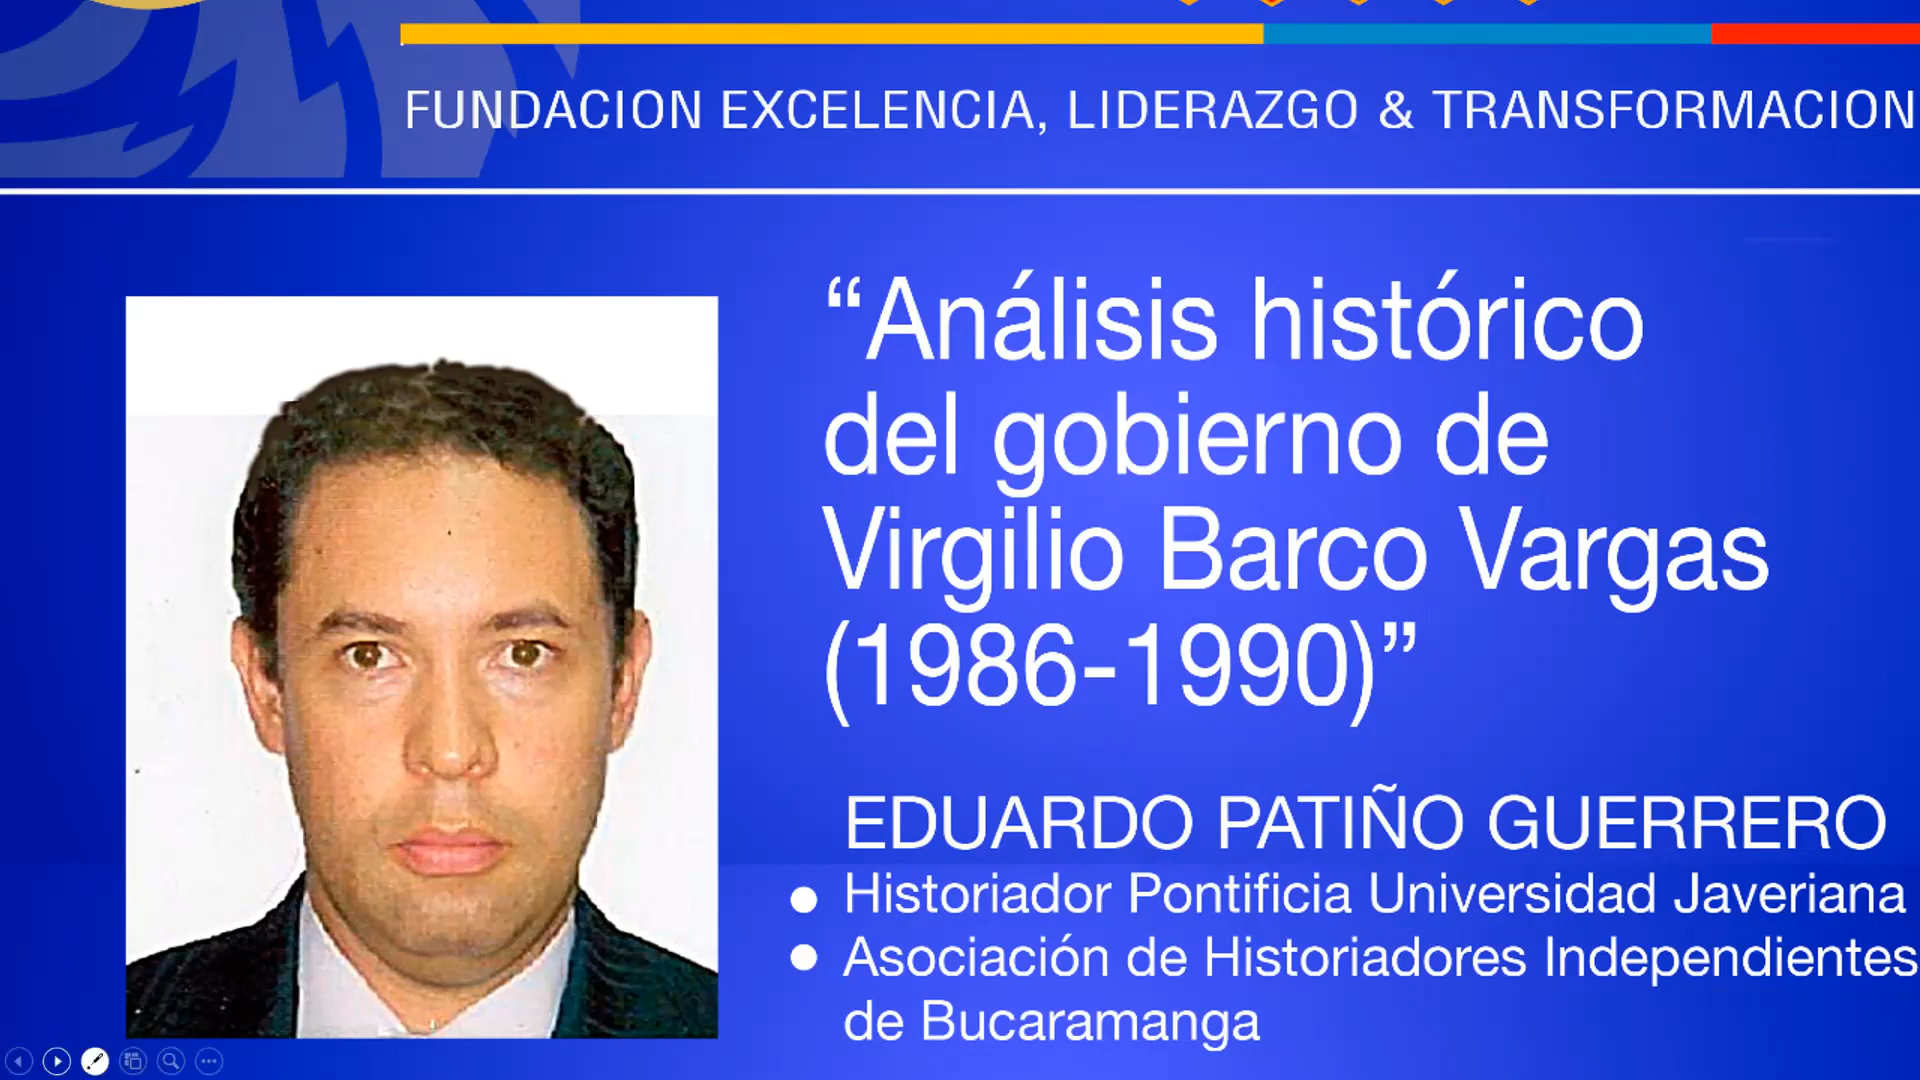 FUNDACION EXCELENCIA, LIDERAZGO & TRANSFORMACION
“Análisis histórico
del gobierno de
Virgilio Barco Vargas
(1986-1990)”
EDUARDO PATIÑO GUERRERO
● Historiador Pontificia Universidad Javeriana
● Asociación de Historiadores Independientes
de Bucaramanga